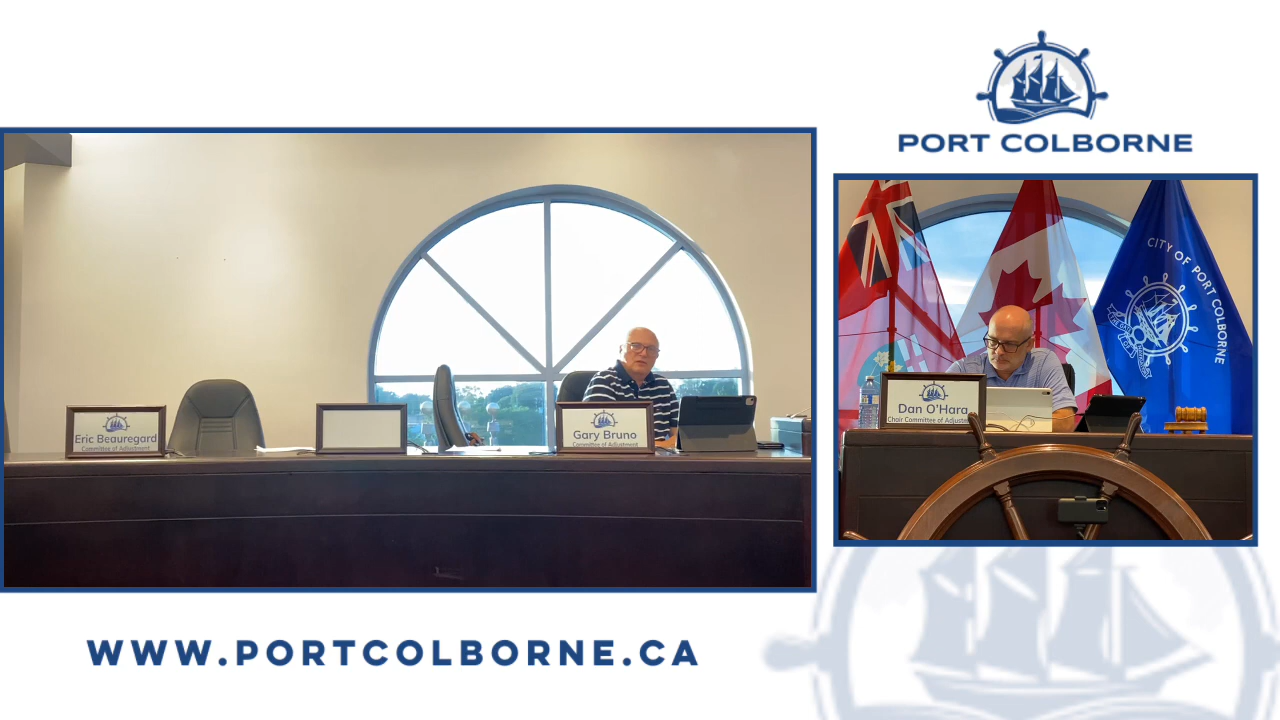 PORT COLBORNE
CITY OF PORT COLBORNE
Eric Beauregard
Committee of Adjustment
Gary Bruno
Committee of Adjustment
Dan O'Hara
Chair Committee of Adjustme
WWW.PORTCOLBORNE.CA